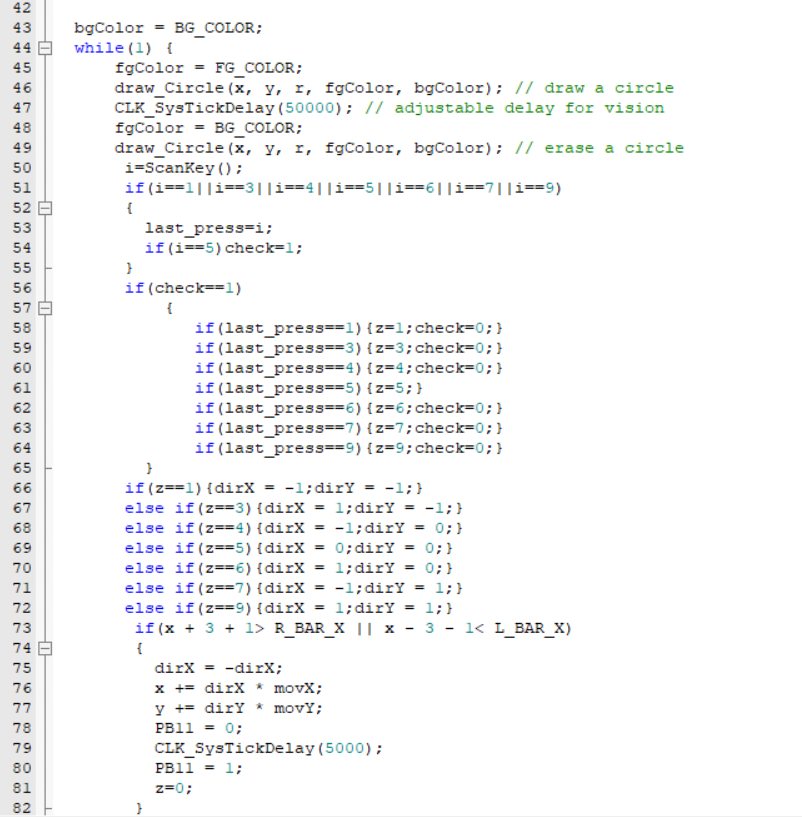 42
43 bgColor = BG_COLOR;
44 while(1) {
45 fgColor = FG_COLOR;
46 draw_Circle(x, y, r, fgColor, bgColor); // draw a circle
47 CLK_SysTickDelay(50000); // adjustable delay for vision
48 fgColor = BG_COLOR;
49 draw_Circle(x, y, r, fgColor, bgColor); // erase a circle
50 i=ScanKey();
51 if(i==1||i==3||i==4||i==5||i==6||i==7||i==9)
52 {
53 last_press=i;
54 if(i==5)check=1;
55 }
56 if(check==1)
57 {
58 if(last_press==1){z=1;check=0;}
59 if(last_press==3){z=3;check=0;}
60 if(last_press==4){z=4;check=0;}
61 if(last_press==5){z=5;}
62 if(last_press==6){z=6;check=0;}
63 if(last_press==7){z=7;check=0;}
64 if(last_press==9){z=9;check=0;}
65 }
66 if(z==1){dirX = -1;dirY = -1;}
67 else if(z==3){dirX = 1;dirY = -1;}
68 else if(z==4){dirX = -1;dirY = 0;}
69 else if(z==5){dirX = 0;dirY = 0;}
70 else if(z==6){dirX = 1;dirY = 0;}
71 else if(z==7){dirX = -1;dirY = 1;}
72 else if(z==9){dirX = 1;dirY = 1;}
73 if(x + 3 + 1> R_BAR_X || x - 3 - 1< L_BAR_X)
74 {
75 dirX = -dirX;
76 x += dirX * movX;
77 y += dirY * movY;
78 PB11 = 0;
79 CLK_SysTickDelay(5000);
80 PB11 = 1;
81 z=0;
82 }